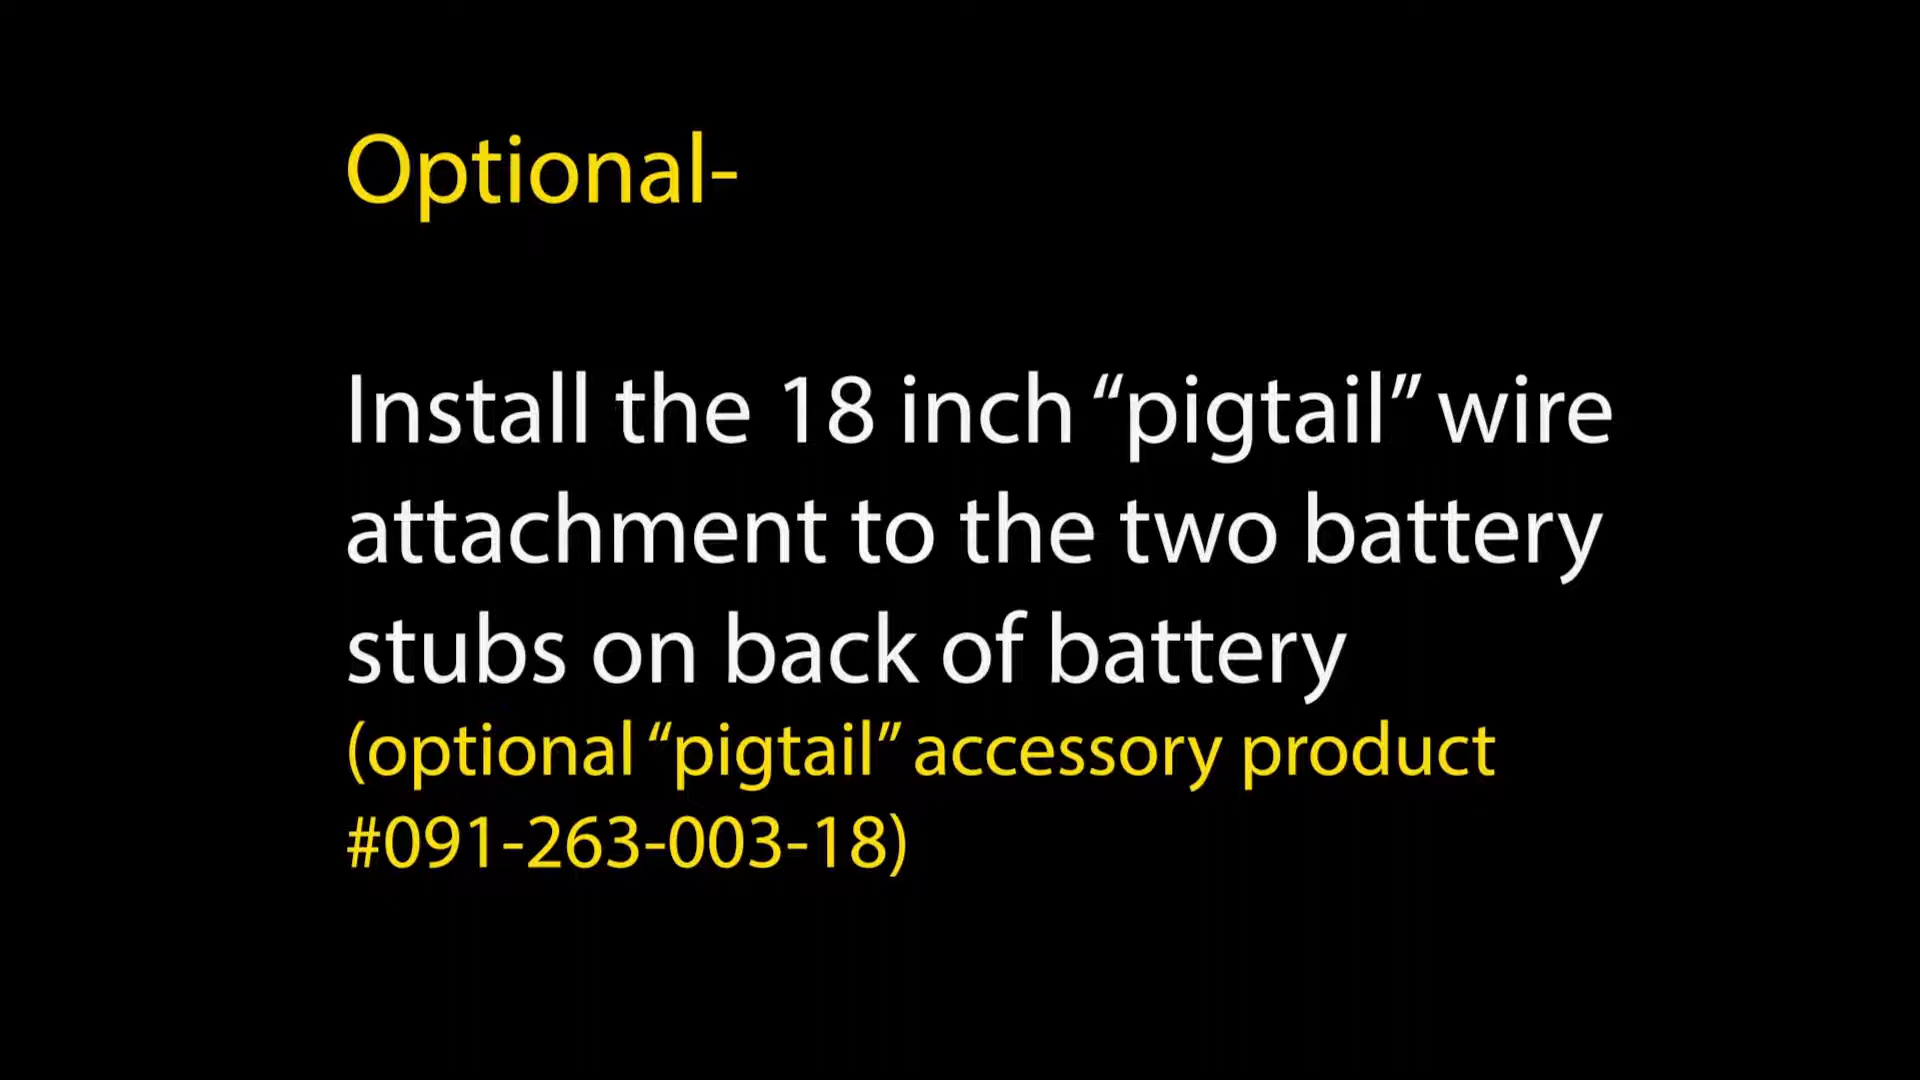 Optional-
Install the 18 inch “pigtail” wire
attachment to the two battery
stubs on back of battery
(optional “pigtail” accessory product
#091-263-003-18)